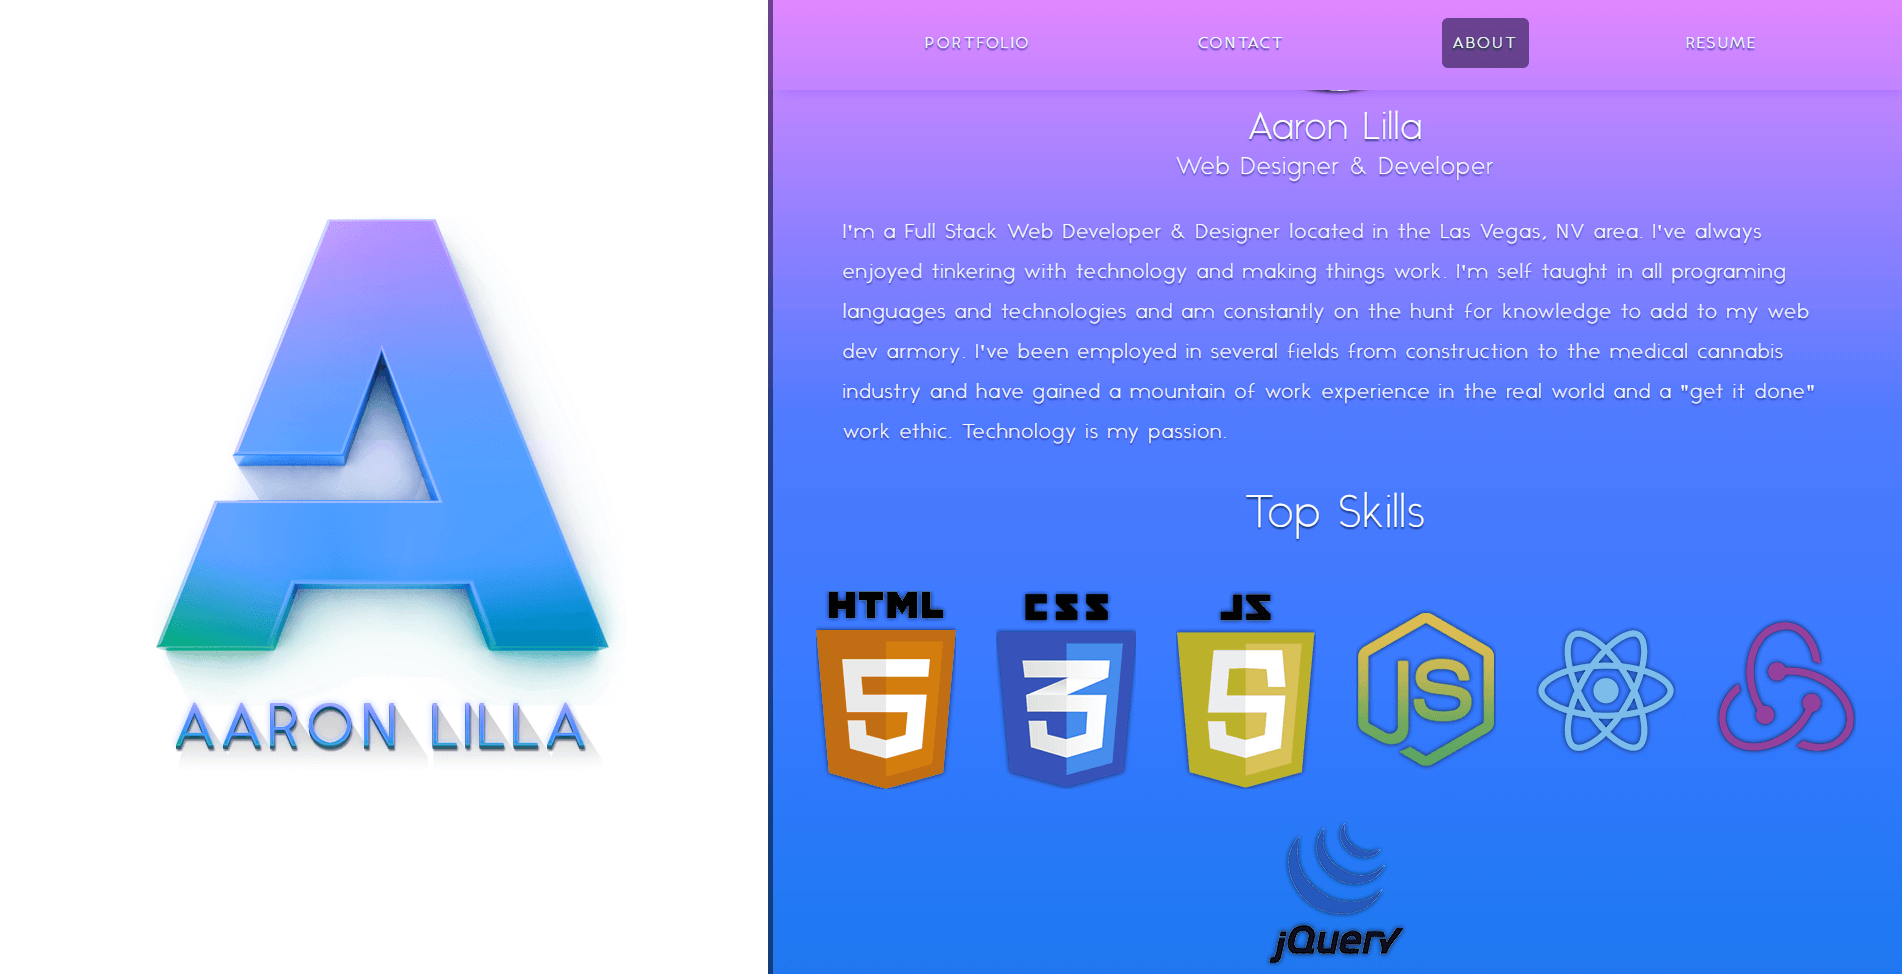 AARON LILLA
PORTFOLIO
CONTACT
ABOUT
RESUME
Aaron Lilla
Web Designer & Developer
I'm a Full Stack Web Developer & Designer located in the Las Vegas, NV area. I've always
enjoyed tinkering with technology and making things work. I'm self taught in all programing
languages and technologies and am constantly on the hunt for knowledge to add to my web
dev armory. I've been employed in several fields from construction to the medical cannabis
industry and have gained a mountain of work experience in the real world and a "get it done"
work ethic. Technology is my passion.
Top Skills
HTML
5
CSS
3
JS
5
JS
jQuery